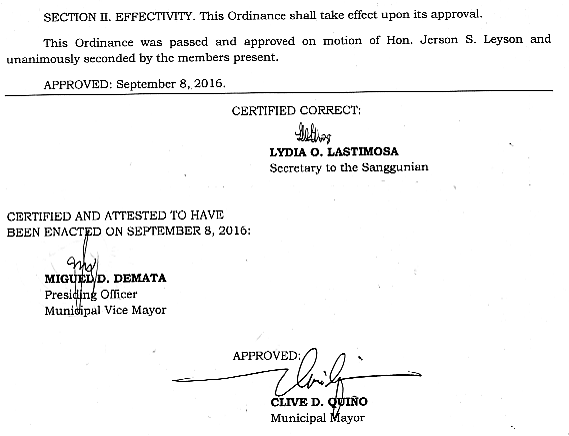 SECTION II. EFFECTIVITY. This Ordinance shall take effect upon its approval.
This Ordinance was passed and approved on motion of Hon. Jerson S. Leyson and
unanimously seconded by the members present.
APPROVED: September 8, 2016.
CERTIFIED CORRECT:
LYDIA O. LASTIMOSA
Secretary to the Sanggunian
CERTIFIED AND ATTESTED TO HAVE
BEEN ENACTED ON SEPTEMBER 8, 2016:
MIGUEL D. DEMATA
Presiding Officer
Municipal Vice Mayor
APPROVED:
CLIVE D. QUIÑO
Municipal Mayor